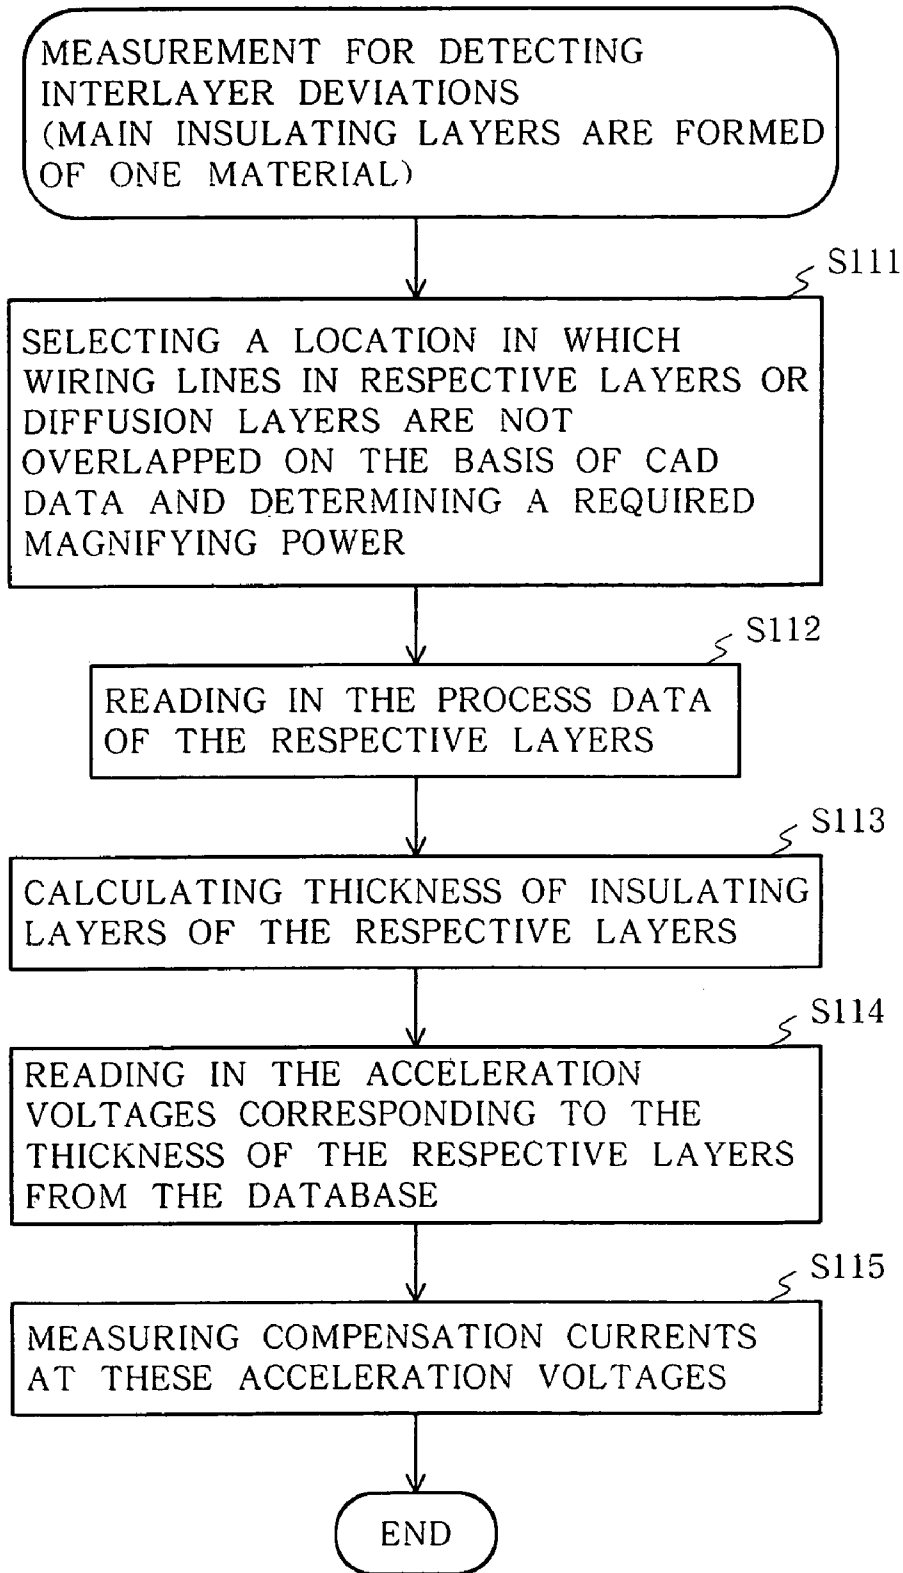 MEASUREMENT FOR DETECTING
INTERLAYER DEVIATIONS
(MAIN INSULATING LAYERS ARE FORMED
OF ONE MATERIAL)
S111
SELECTING A LOCATION IN WHICH
WIRING LINES IN RESPECTIVE LAYERS OR
DIFFUSION LAYERS ARE NOT
OVERLAPPED ON THE BASIS OF CAD
DATA AND DETERMINING A REQUIRED
MAGNIFYING POWER
S112
READING IN THE PROCESS DATA
OF THE RESPECTIVE LAYERS
S113
CALCULATING THICKNESS OF INSULATING
LAYERS OF THE RESPECTIVE LAYERS
S114
READING IN THE ACCELERATION
VOLTAGES CORRESPONDING TO THE
THICKNESS OF THE RESPECTIVE LAYERS
FROM THE DATABASE
S115
MEASURING COMPENSATION CURRENTS
AT THESE ACCELERATION VOLTAGES
END